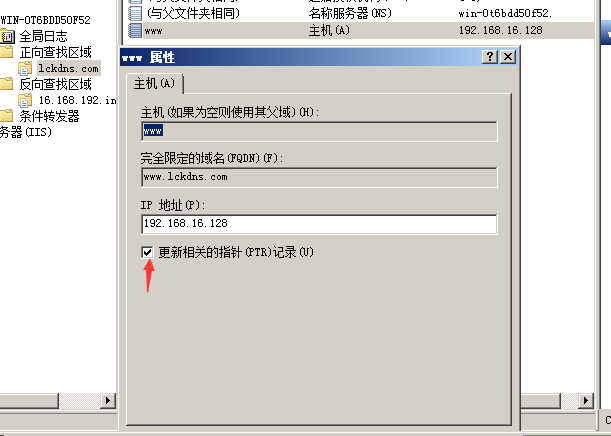 WIN-0T6BDD50F52
全局日志
正向查找区域
lckdns.com
反向查找区域
16.168.192.in
条件转发器
务器(IIS)
(与父文件夹相同)
名称服务器(NS)
win-0t6bdd50f52.
www
主机(A)
192.168.16.128
www 属性
主机(A)
主机(如果为空则使用其父域)(H):
www
完全限定的域名(FQDN)(F):
www.lckdns.com
IP 地址(P):
192.168.16.128
更新相关的指针(PTR)记录(U)